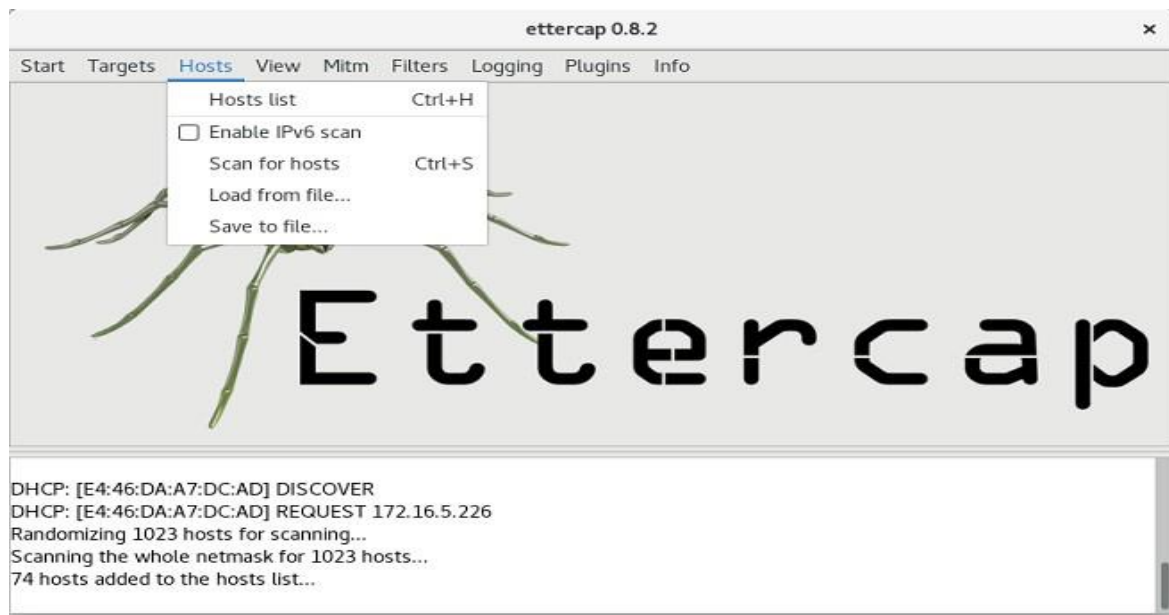 ettercap 0.8.2 ×
Start Targets Hosts View Mitm Filters Logging Plugins Info
Hosts list Ctrl+H
Enable IPv6 scan
Scan for hosts Ctrl+S
Load from file...
Save to file...
Ettercap
DHCP: [E4:46:DA:A7:DC:AD] DISCOVER
DHCP: [E4:46:DA:A7:DC:AD] REQUEST 172.16.5.226
Randomizing 1023 hosts for scanning...
Scanning the whole netmask for 1023 hosts...
74 hosts added to the hosts list...